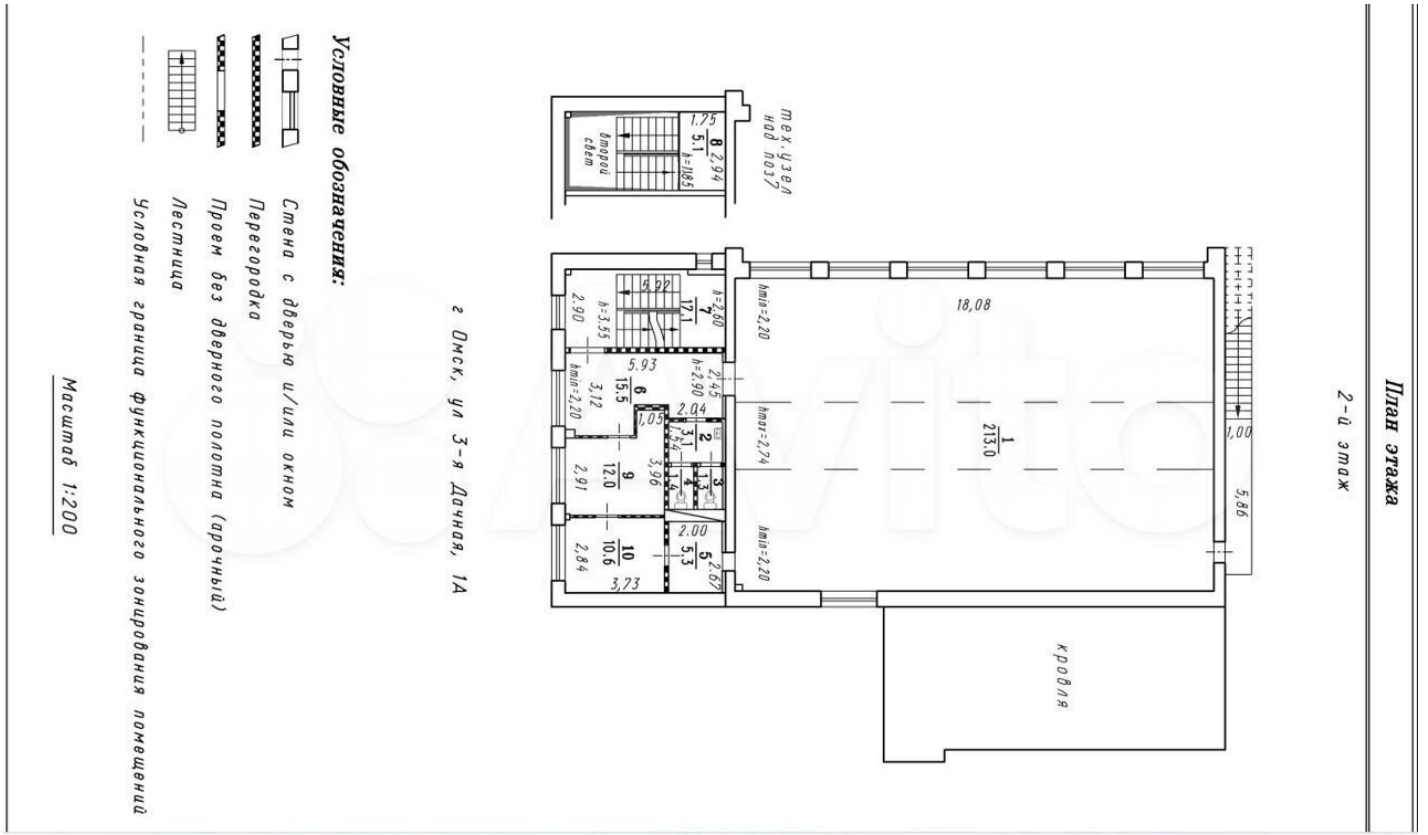 План этажа
2-й этаж
1,00
5,86
18,08
1
213.0
hmin=2,20
hmax=2,74
hmin=2,20
кровля
тех.узел
над поз7
8
5.1
2,94
1.75
h=1,85
второй
свет
h=2,60
7
17.1
5.92
h=3.55
2.90
2,45
h=2.90
5.93
6
15.5
3,12
hmin=2,20
2.04
1,05
2
3.1
1,54
3
1.3
4
1.4
3,96
9
12.0
2,91
2.00
5
5.3
2.67
10
10.6
2,84
3,73
г Омск, ул 3-я Дачная, 1А
Avito
Условные обозначения:
Стена с дверью и/или окном
Перегородка
Проем без дверного полотна (арочный)
Лестница
Условная граница функционального зонирования помещений
Масштаб 1:200